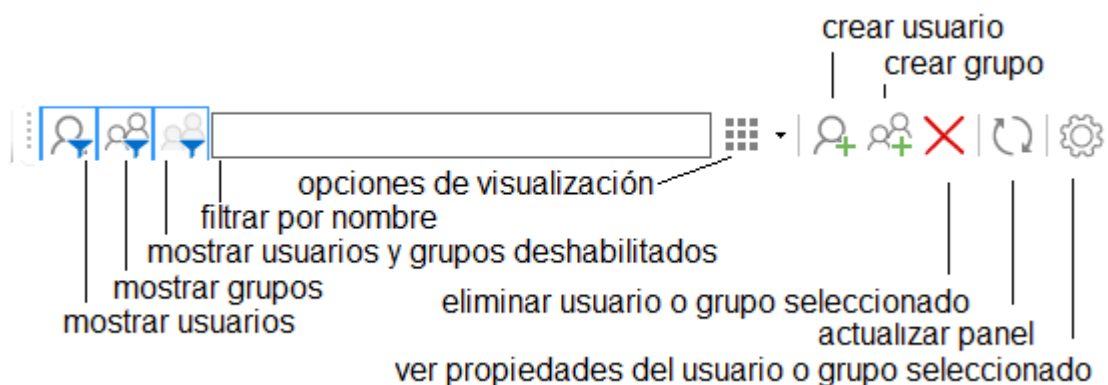 crear usuario
crear grupo
opciones de visualización
filtrar por nombre
mostrar usuarios y grupos deshabilitados
mostrar grupos
eliminar usuario o grupo seleccionado
mostrar usuarios
actualizar panel
ver propiedades del usuario o grupo seleccionado